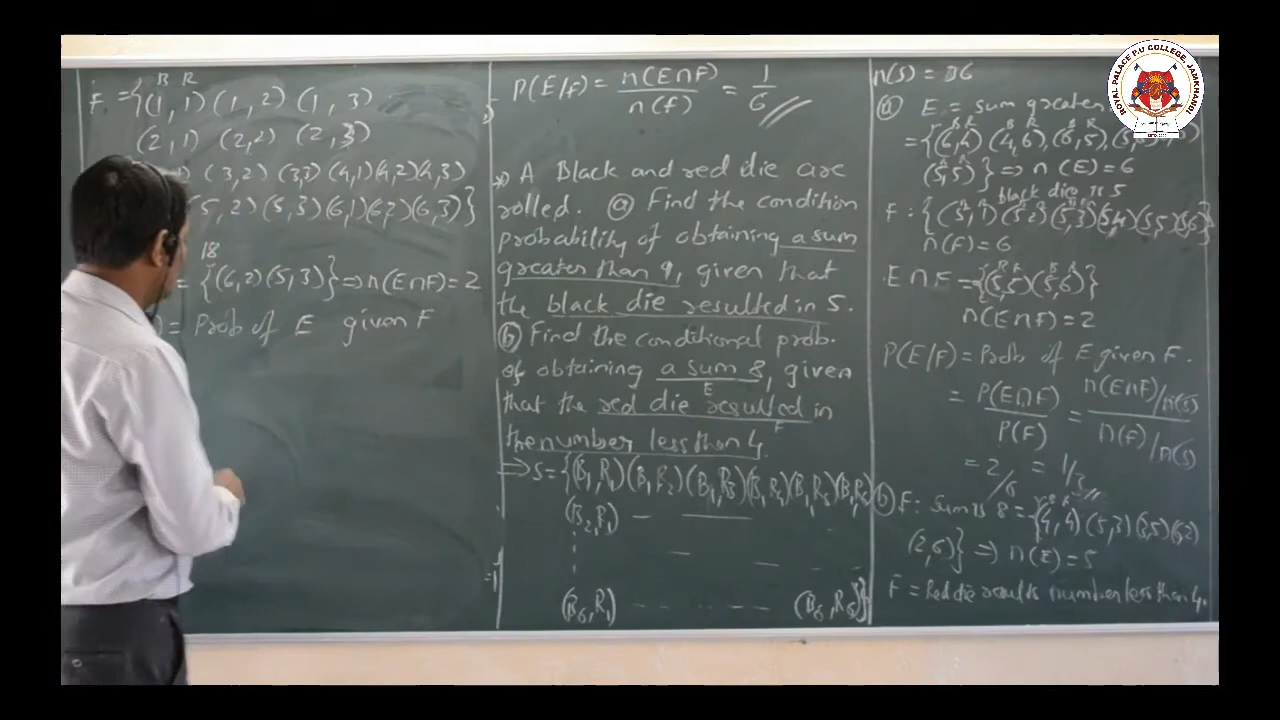 F = {(1,1) (1,2) (1,3)
B R
(2,1) (2,2) (2,3)
(3,2) (3,3) (4,1)(4,2)(4,3)
(5,2) (5,3)(6,1)(6,2)(6,3)}
18
= {(6,2)(5,3)} ⇒ n(E∩F)=2
= Prob of E given F
P(E/F) = n(E∩F)/n(F) = 1/6
*) A Black and red die are
rolled. (a) Find the condition
probability of obtaining a sum
greater than 9, given that
the black die resulted in 5.
(b) Find the conditional prob.
of obtaining a sum 8, given
E
that the red die resulted in
F
the number less than 4.
⇒ S = {(B1,R1)(B1,R2)(B1,R3)(B1,R4)(B1,R5)(B1,R6)
(B2,R1) – —
(B6,R1) -- -- -- (B6,R6)}
n(S) = 36
(a) E = sum greater
= {(6,4) (4,6), (6,5), (5,6)
B R B R B R
(5,5)} ⇒ n(E)=6
black die is 5
F: {(5,1)(5,2)(5,3)(5,4)(5,5)(5,6)}
n(F)=6
E∩F = {(5,5)(5,6)}
B R B R
n(E∩F)=2
P(E/F) = Prob of E given F.
= P(E∩F)/P(F) = n(E∩F)/n(S) / n(F)/n(S)
= 2/6 = 1/3
(b) F: sum is 8 = {(4,4) (5,3) (3,5) (6,2)
B R
(2,6)} ⇒ n(E)=5
F = Red die results number less than 4.
ROYAL PALACE P.U COLLEGE, JAMKHANDI